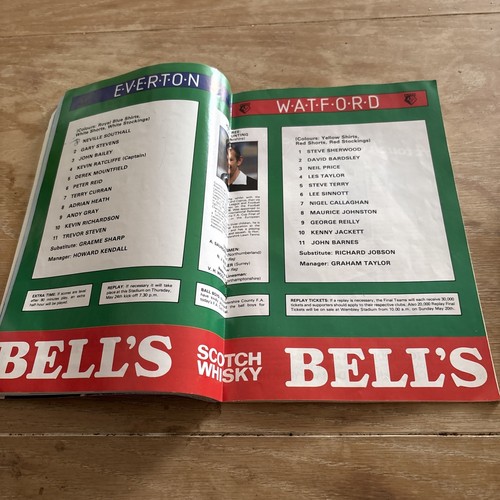 E·V·E·R·T·O·N
(Colours: Royal Blue Shirts,
White Shorts, White Stockings)
1 NEVILLE SOUTHALL
2 GARY STEVENS
3 JOHN BAILEY
4 KEVIN RATCLIFFE (Captain)
5 DEREK MOUNTFIELD
6 PETER REID
7 TERRY CURRAN
8 ADRIAN HEATH
9 ANDY GRAY
10 KEVIN RICHARDSON
11 TREVOR STEVEN
Substitute: GRAEME SHARP
Manager: HOWARD KENDALL
EXTRA TIME: If scores are level
after 90 minutes play, an extra
half-hour will be played.
REPLAY: If necessary it will take
place at this Stadium on Thursday,
May 24th kick off 7.30 p.m.
W·A·T·F·O·R·D
(Colours: Yellow Shirts,
Red Shorts, Red Stockings)
1 STEVE SHERWOOD
2 DAVID BARDSLEY
3 NEIL PRICE
4 LES TAYLOR
5 STEVE TERRY
6 LEE SINNOTT
7 NIGEL CALLAGHAN
8 MAURICE JOHNSTON
9 GEORGE REILLY
10 KENNY JACKETT
11 JOHN BARNES
Substitute: RICHARD JOBSON
Manager: GRAHAM TAYLOR
REPLAY TICKETS: If a replay is necessary, the Final Teams will each receive 30,000
tickets and supporters should apply to their respective clubs. Also 20,000 Replay Final
Tickets will be on sale at Wembley Stadium from 10.00 a.m. on Sunday May 20th.
BELL'S
SCOTCH
WHISKY
BELL'S